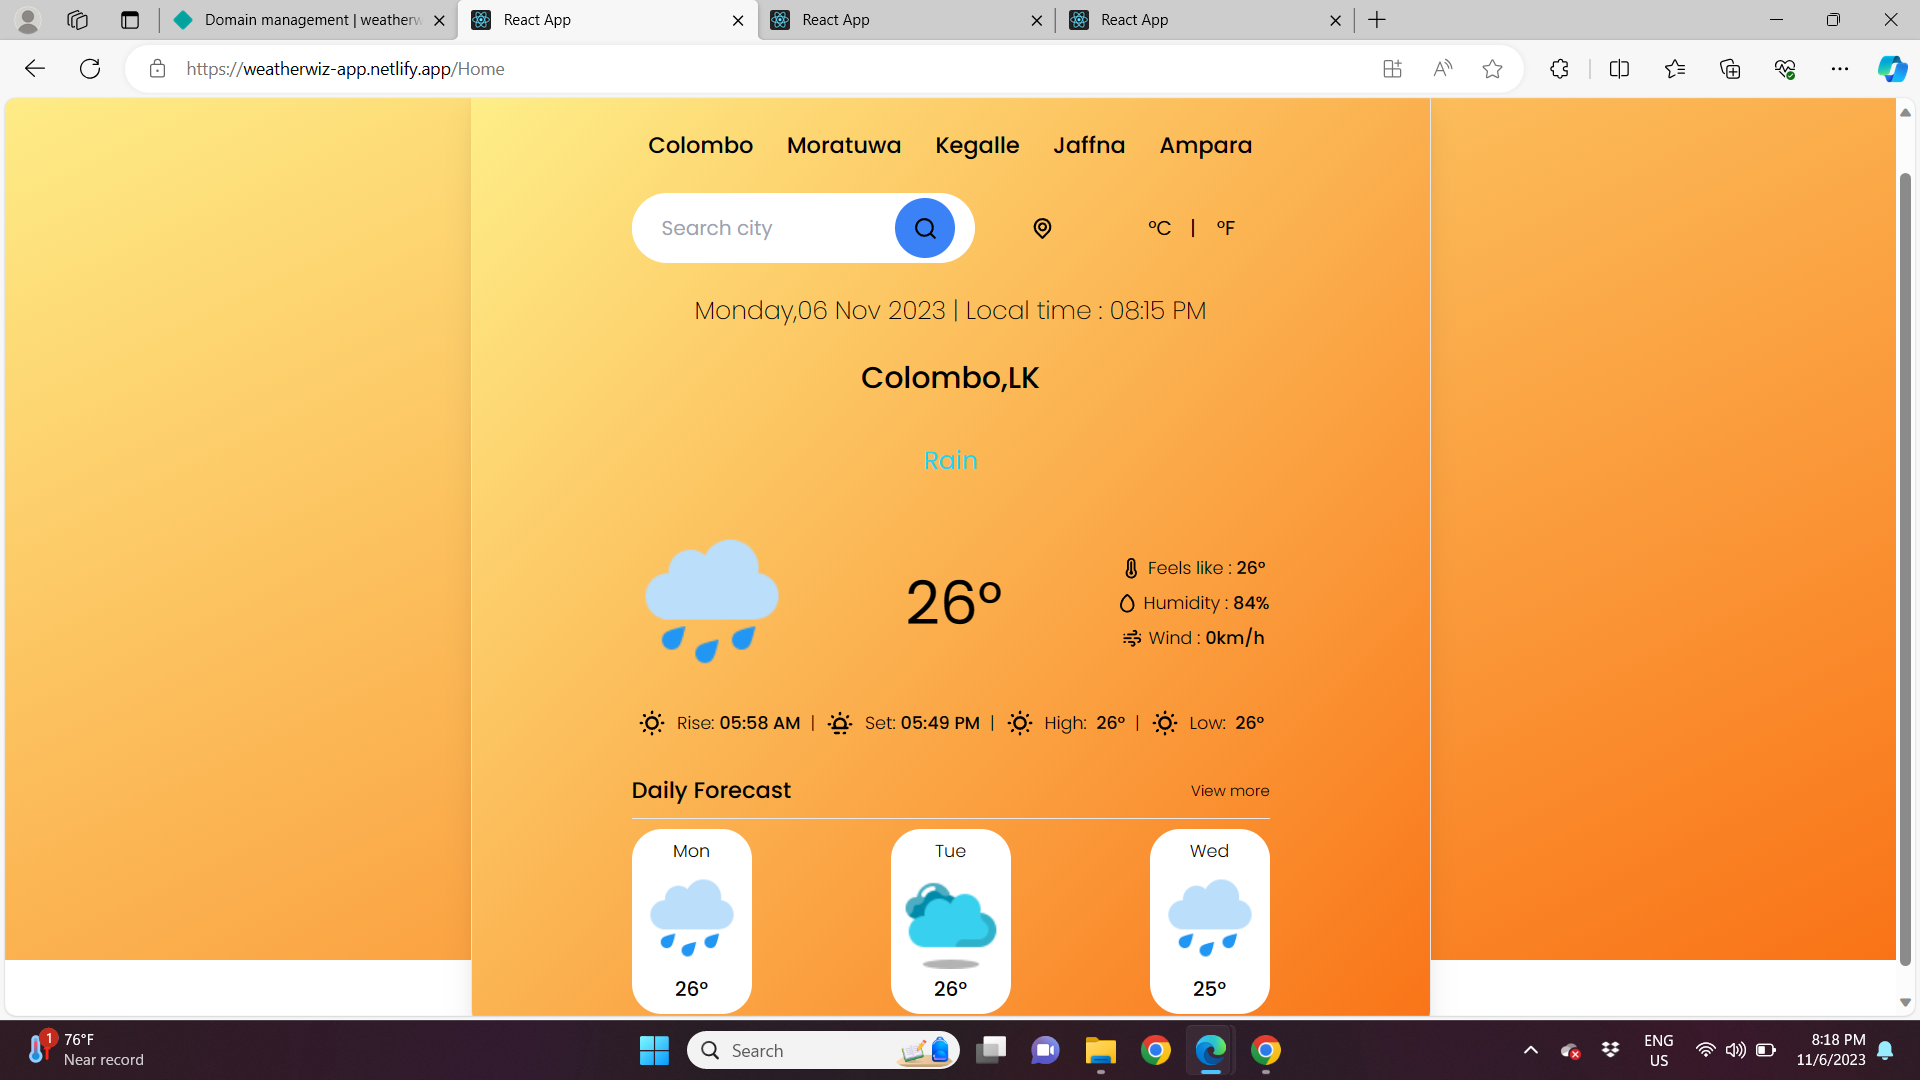 Domain management | weatherw
React App
React App
React App
https://weatherwiz-app.netlify.app/Home
Colombo Moratuwa Kegalle Jaffna Ampara
Search city
°C | °F
Monday,06 Nov 2023 | Local time : 08:15 PM
Colombo,LK
Rain
26°
Feels like : 26°
Humidity : 84%
Wind : 0km/h
Rise: 05:58 AM | Set: 05:49 PM | High: 26° | Low: 26°
Daily Forecast
View more
Mon
26°
Tue
26°
Wed
25°
1
76°F
Near record
Search
ENG
US
8:18 PM
11/6/2023